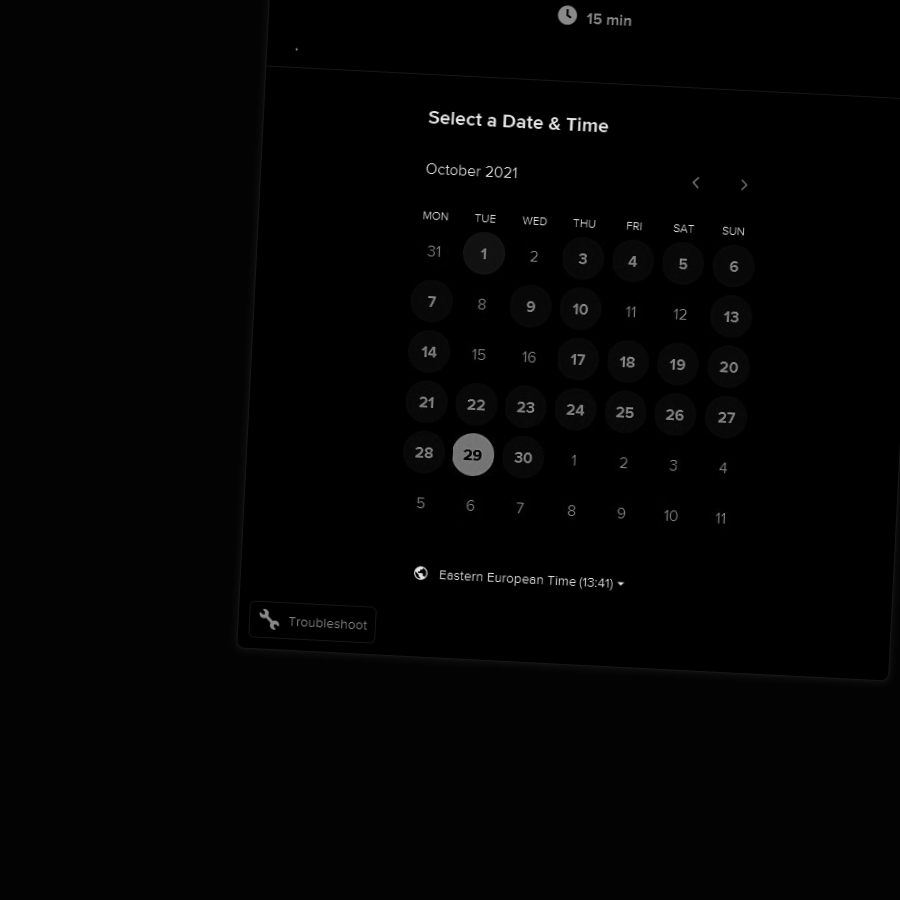 15 min
Select a Date & Time
October 2021
MON TUE WED THU FRI SAT SUN
31 1 2 3 4 5 6
7 8 9 10 11 12 13
14 15 16 17 18 19 20
21 22 23 24 25 26 27
28 29 30 1 2 3 4
5 6 7 8 9 10 11
Eastern European Time (13:41)
Troubleshoot